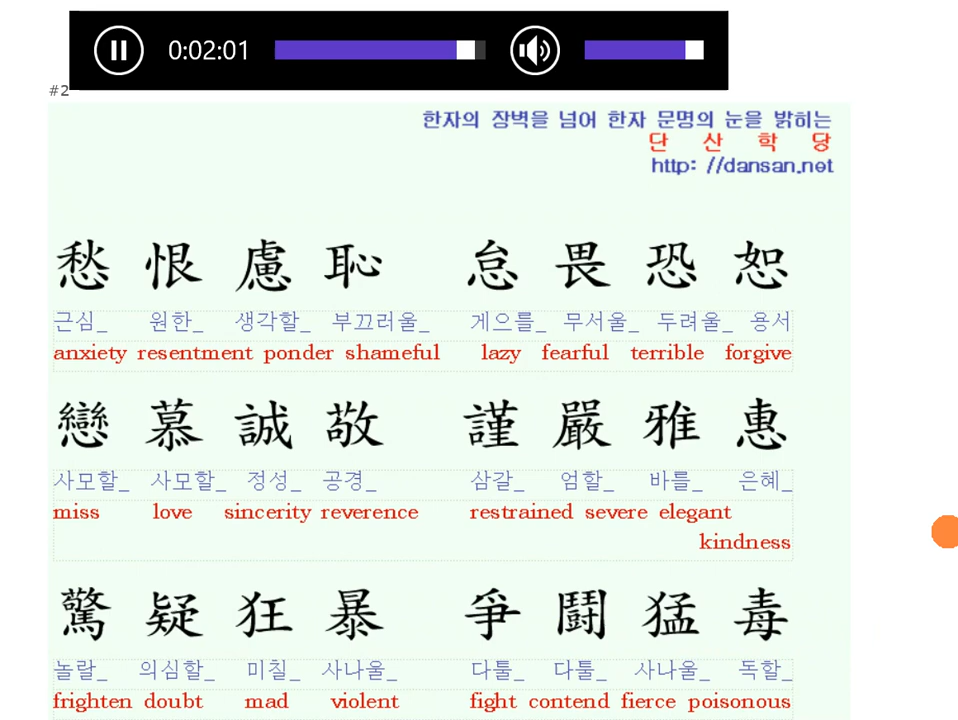 0:02:01
#2
한자의 장벽을 넘어 한자 문명의 눈을 밝히는
단 산 학 당
http: //dansan.net
愁 恨 慮 恥 怠 畏 恐 恕
근심_ 원한_ 생각할_ 부끄러울_ 게으를_ 무서울_ 두려울_ 용서
anxiety resentment ponder shameful lazy fearful terrible forgive
戀 慕 誠 敬 謹 嚴 雅 惠
사모할_ 사모할_ 정성_ 공경_ 삼갈_ 엄할_ 바를_ 은혜_
miss love sincerity reverence restrained severe elegant
kindness
驚 疑 狂 暴 爭 鬪 猛 毒
놀랄_ 의심할_ 미칠_ 사나울_ 다툴_ 다툴_ 사나울_ 독할_
frighten doubt mad violent fight contend fierce poisonous